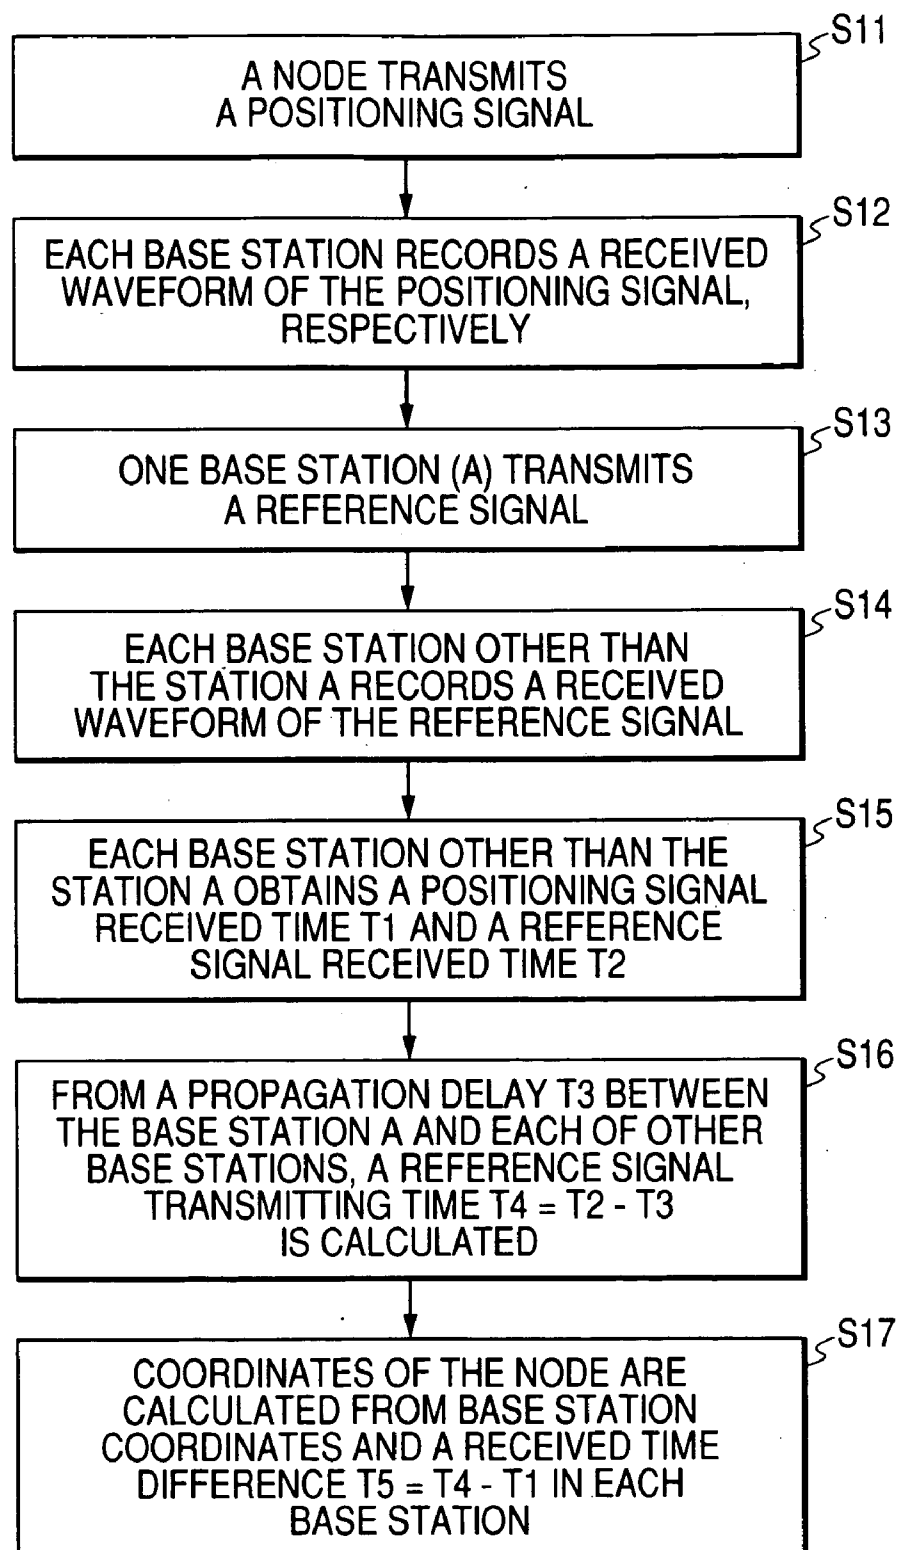 S11
A NODE TRANSMITS
A POSITIONING SIGNAL
S12
EACH BASE STATION RECORDS A RECEIVED
WAVEFORM OF THE POSITIONING SIGNAL,
RESPECTIVELY
S13
ONE BASE STATION (A) TRANSMITS
A REFERENCE SIGNAL
S14
EACH BASE STATION OTHER THAN
THE STATION A RECORDS A RECEIVED
WAVEFORM OF THE REFERENCE SIGNAL
S15
EACH BASE STATION OTHER THAN THE
STATION A OBTAINS A POSITIONING SIGNAL
RECEIVED TIME T1 AND A REFERENCE
SIGNAL RECEIVED TIME T2
S16
FROM A PROPAGATION DELAY T3 BETWEEN
THE BASE STATION A AND EACH OF OTHER
BASE STATIONS, A REFERENCE SIGNAL
TRANSMITTING TIME T4 = T2 - T3
IS CALCULATED
S17
COORDINATES OF THE NODE ARE
CALCULATED FROM BASE STATION
COORDINATES AND A RECEIVED TIME
DIFFERENCE T5 = T4 - T1 IN EACH
BASE STATION